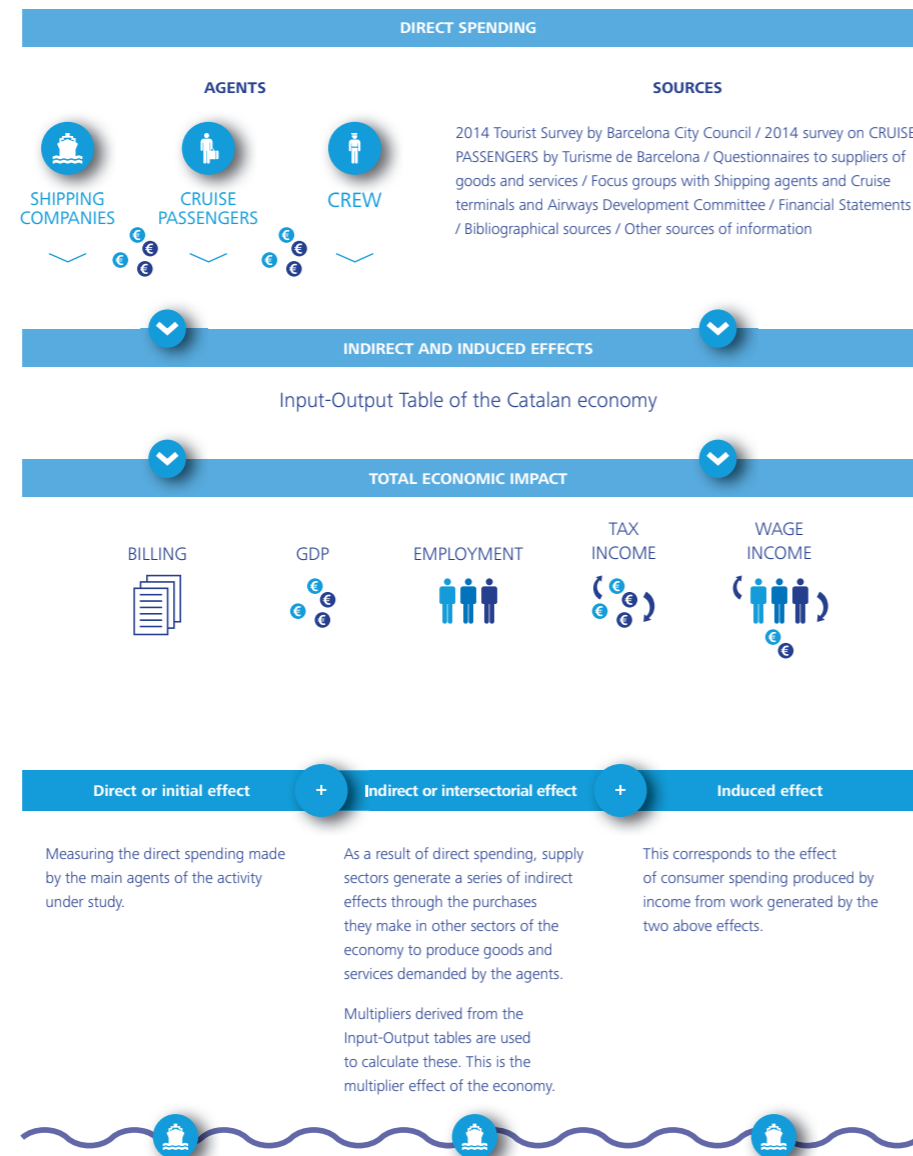 DIRECT SPENDING
AGENTS
SHIPPING
COMPANIES
CRUISE
PASSENGERS
CREW
€
€
€
€
€
€
€
€
SOURCES
2014 Tourist Survey by Barcelona City Council / 2014 survey on CRUISE
PASSENGERS by Turisme de Barcelona / Questionnaires to suppliers of
goods and services / Focus groups with Shipping agents and Cruise
terminals and Airways Development Committee / Financial Statements
/ Bibliographical sources / Other sources of information
INDIRECT AND INDUCED EFFECTS
Input-Output Table of the Catalan economy
TOTAL ECONOMIC IMPACT
BILLING
GDP
€
€
€
€
EMPLOYMENT
TAX
INCOME
€
€
€
€
WAGE
INCOME
€
€
Direct or initial effect
+
Indirect or intersectorial effect
+
Induced effect
Measuring the direct spending made
by the main agents of the activity
under study.
As a result of direct spending, supply
sectors generate a series of indirect
effects through the purchases
they make in other sectors of the
economy to produce goods and
services demanded by the agents.
Multipliers derived from the
Input-Output tables are used
to calculate these. This is the
multiplier effect of the economy.
This corresponds to the effect
of consumer spending produced by
income from work generated by the
two above effects.